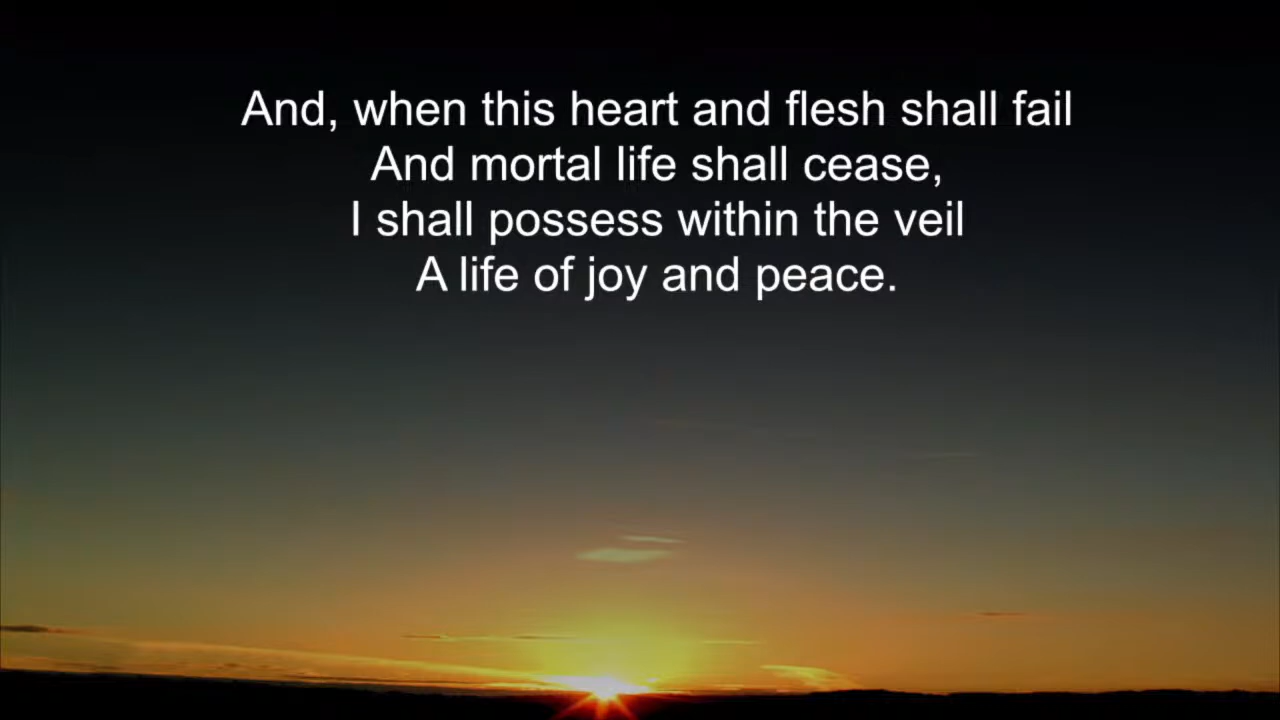 And, when this heart and flesh shall fail
And mortal life shall cease,
I shall possess within the veil
A life of joy and peace.